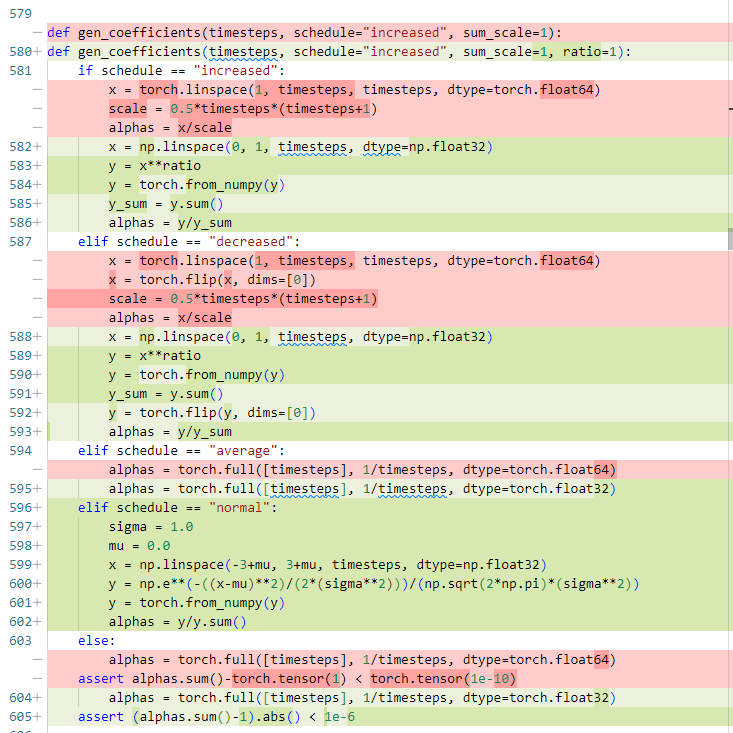 579
— def gen_coefficients(timesteps, schedule="increased", sum_scale=1):
580+ def gen_coefficients(timesteps, schedule="increased", sum_scale=1, ratio=1):
581 if schedule == "increased":
— x = torch.linspace(1, timesteps, timesteps, dtype=torch.float64)
— scale = 0.5*timesteps*(timesteps+1)
— alphas = x/scale
582+ x = np.linspace(0, 1, timesteps, dtype=np.float32)
583+ y = x**ratio
584+ y = torch.from_numpy(y)
585+ y_sum = y.sum()
586+ alphas = y/y_sum
587 elif schedule == "decreased":
— x = torch.linspace(1, timesteps, timesteps, dtype=torch.float64)
— x = torch.flip(x, dims=[0])
— scale = 0.5*timesteps*(timesteps+1)
— alphas = x/scale
588+ x = np.linspace(0, 1, timesteps, dtype=np.float32)
589+ y = x**ratio
590+ y = torch.from_numpy(y)
591+ y_sum = y.sum()
592+ y = torch.flip(y, dims=[0])
593+ alphas = y/y_sum
594 elif schedule == "average":
— alphas = torch.full([timesteps], 1/timesteps, dtype=torch.float64)
595+ alphas = torch.full([timesteps], 1/timesteps, dtype=torch.float32)
596+ elif schedule == "normal":
597+ sigma = 1.0
598+ mu = 0.0
599+ x = np.linspace(-3+mu, 3+mu, timesteps, dtype=np.float32)
600+ y = np.e**(-((x-mu)**2)/(2*(sigma**2)))/(np.sqrt(2*np.pi)*(sigma**2))
601+ y = torch.from_numpy(y)
602+ alphas = y/y.sum()
603 else:
— alphas = torch.full([timesteps], 1/timesteps, dtype=torch.float64)
— assert alphas.sum()-torch.tensor(1) < torch.tensor(1e-10)
604+ alphas = torch.full([timesteps], 1/timesteps, dtype=torch.float32)
605+ assert (alphas.sum()-1).abs() < 1e-6